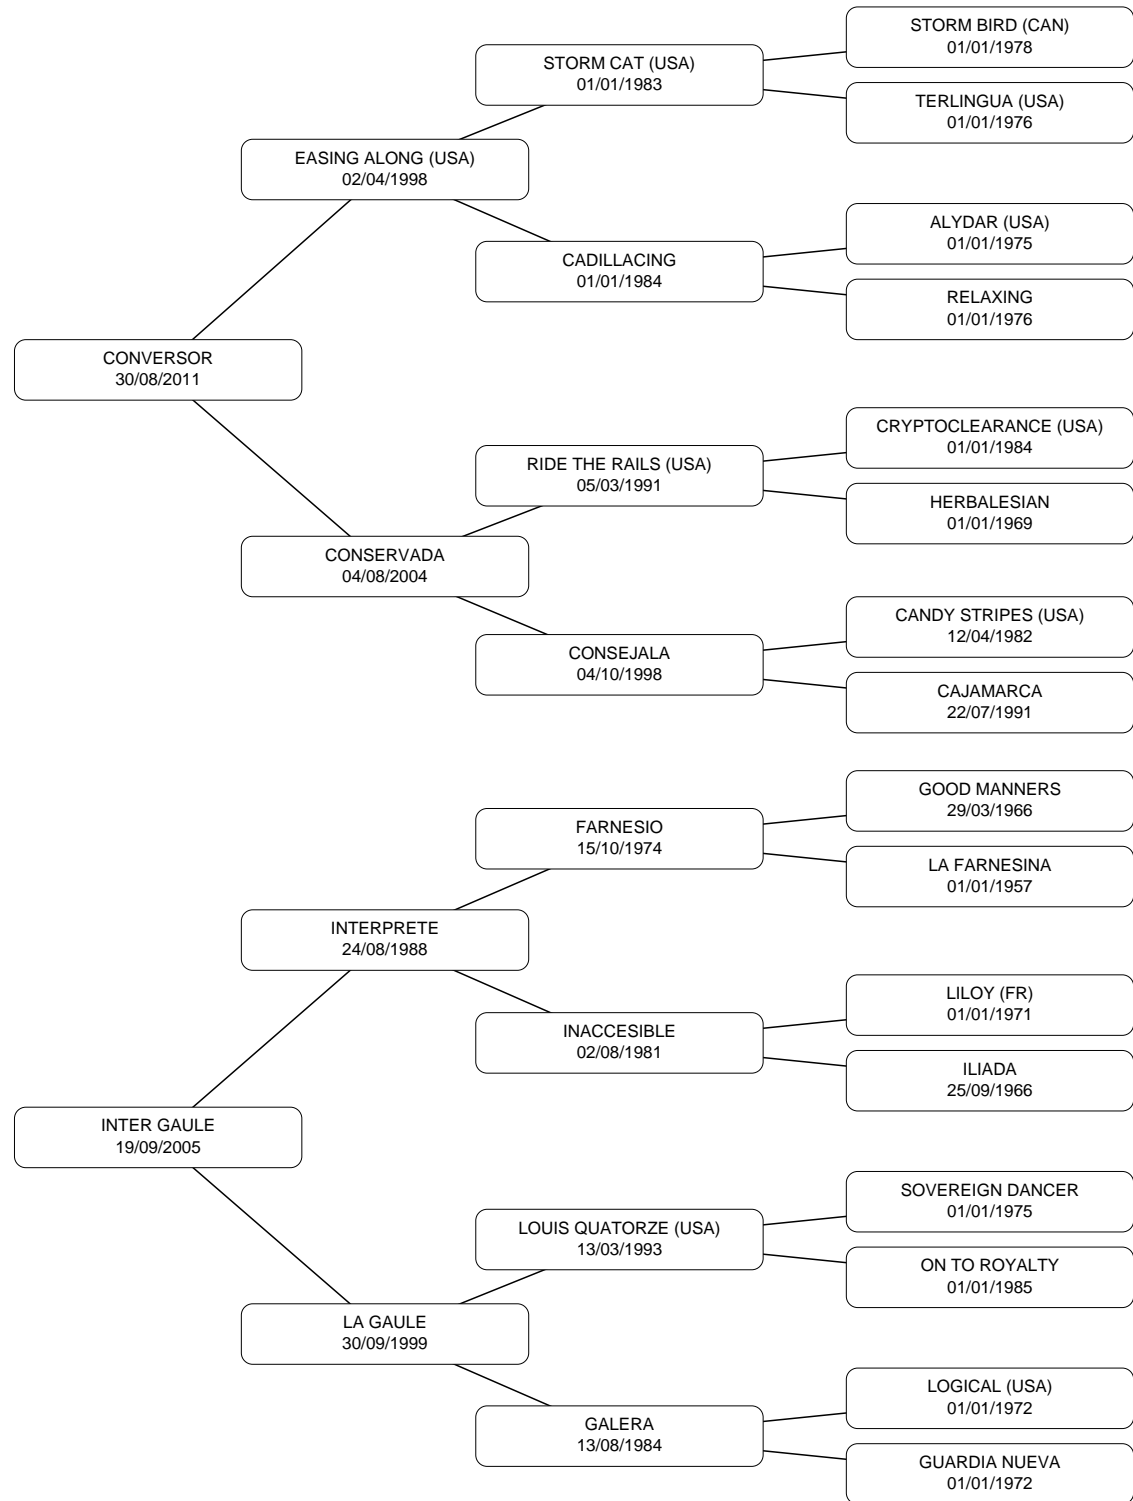 STORM BIRD (CAN)
01/01/1978
STORM CAT (USA)
01/01/1983
TERLINGUA (USA)
01/01/1976
EASING ALONG (USA)
02/04/1998
ALYDAR (USA)
01/01/1975
CADILLACING
01/01/1984
RELAXING
01/01/1976
CONVERSOR
30/08/2011
CRYPTOCLEARANCE (USA)
01/01/1984
RIDE THE RAILS (USA)
05/03/1991
HERBALESIAN
01/01/1969
CONSERVADA
04/08/2004
CANDY STRIPES (USA)
12/04/1982
CONSEJALA
04/10/1998
CAJAMARCA
22/07/1991
GOOD MANNERS
29/03/1966
FARNESIO
15/10/1974
LA FARNESINA
01/01/1957
INTERPRETE
24/08/1988
LILOY (FR)
01/01/1971
INACCESIBLE
02/08/1981
ILIADA
25/09/1966
INTER GAULE
19/09/2005
SOVEREIGN DANCER
01/01/1975
LOUIS QUATORZE (USA)
13/03/1993
ON TO ROYALTY
01/01/1985
LA GAULE
30/09/1999
LOGICAL (USA)
01/01/1972
GALERA
13/08/1984
GUARDIA NUEVA
01/01/1972